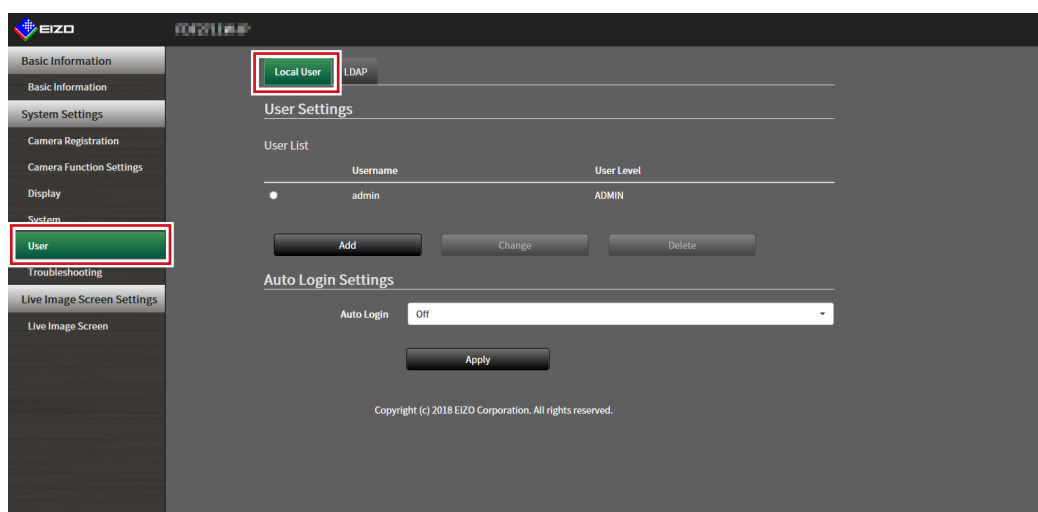 EIZO
Basic Information
Basic Information
System Settings
Camera Registration
Camera Function Settings
Display
System
User
Troubleshooting
Live Image Screen Settings
Live Image Screen
Local User LDAP
User Settings
User List
Username User Level
admin ADMIN
Add Change Delete
Auto Login Settings
Auto Login Off
Apply
Copyright (c) 2018 EIZO Corporation. All rights reserved.